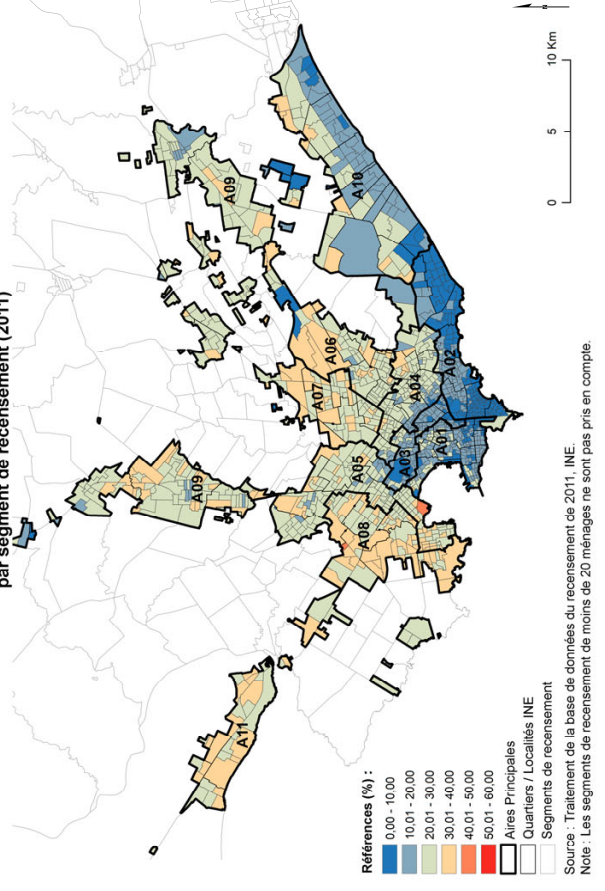 par segment de recensement (2011)
A09
A09
A10
A06
A07
A04
A02
A05
A03
A01
A08
A11
0
5
10 Km
Références (%) :
0,00 - 10,00
10,01 - 20,00
20,01 - 30,00
30,01 - 40,00
40,01 - 50,00
50,01 - 60,00
Aires Principales
Quartiers / Localités INE
Segments de recensement
Source : Traitement de la base de données du recensement de 2011, INE.
Note : Les segments de recensement de moins de 20 ménages ne sont pas pris en compte.